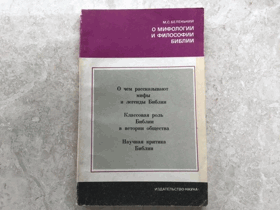 М.С. БЕЛЕНЬКИЙ
О МИФОЛОГИИ
И ФИЛОСОФИИ
БИБЛИИ
О чем рассказывают
мифы
и легенды Библии
Классовая роль
Библии
в истории общества
Научная критика
Библии
ИЗДАТЕЛЬСТВО·НАУКА·